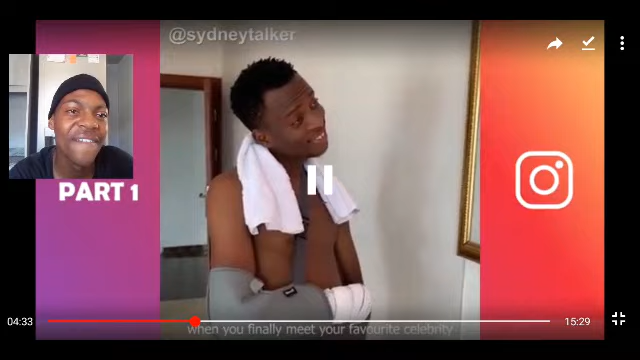 @sydneytalker
PART 1
04:33
15:29
when you finally meet your favourite celebrity